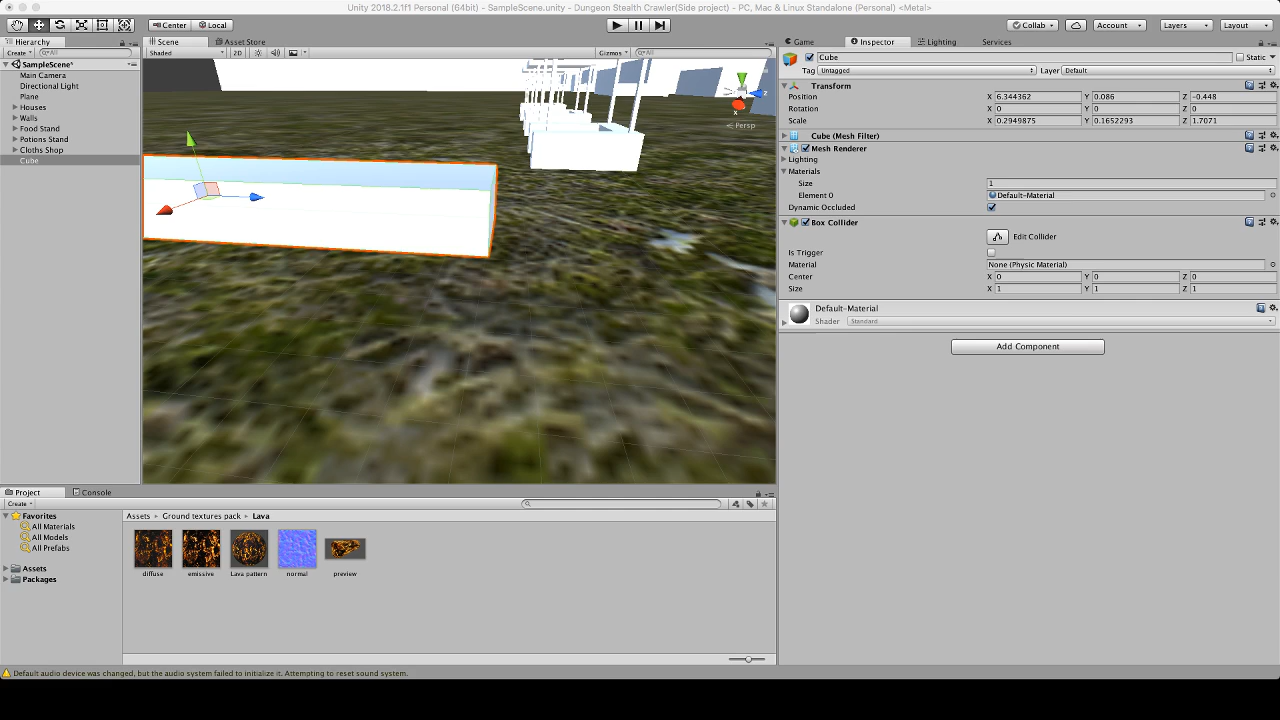 Unity 2018.2.1f1 Personal (64bit) - SampleScene.unity - Dungeon Stealth Crawler(Side project) - PC, Mac & Linux Standalone (Personal) <Metal>
Center Local Collab Account Layers Layout
Hierarchy Scene Asset Store Game Inspector Lighting Services
Create All Shaded 2D Gizmos All
SampleScene*
Main Camera
Directional Light
Plane
Houses
Walls
Food Stand
Potions Stand
Cloths Shop
Cube
z
x
Persp
Cube Static
Tag Untagged Layer Default
Transform
Position X 6.344362 Y 0.086 Z -0.448
Rotation X 0 Y 0 Z 0
Scale X 0.2949875 Y 0.1652293 Z 1.7071
Cube (Mesh Filter)
Mesh Renderer
Lighting
Materials
Size 1
Element 0 Default-Material
Dynamic Occluded
Box Collider
Edit Collider
Is Trigger
Material None (Physic Material)
Center X 0 Y 0 Z 0
Size X 1 Y 1 Z 1
Default-Material
Shader Standard
Add Component
Project Console
Create
Favorites
All Materials
All Models
All Prefabs
Assets
Packages
Assets Ground textures pack Lava
diffuse emissive Lava pattern normal preview
Default audio device was changed, but the audio system failed to initialize it. Attempting to reset sound system.